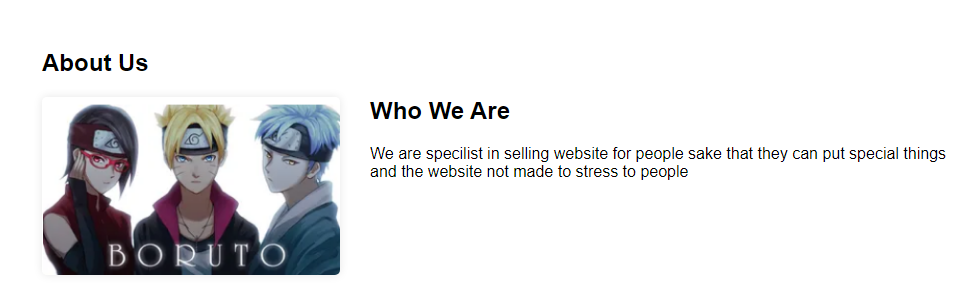 About Us
Who We Are
We are specilist in selling website for people sake that they can put special things
and the website not made to stress to people
BORUTO